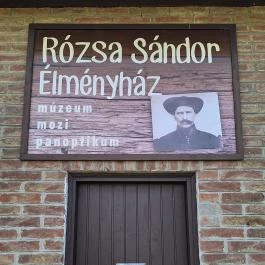 Rózsa Sándor
Élményház
múzeum
mozi
panoptikum